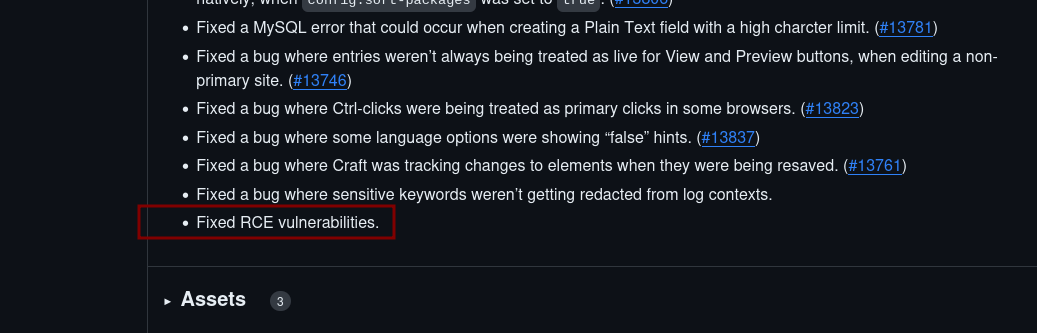 natively, when config.sort-packages was set to true. (#13806)
• Fixed a MySQL error that could occur when creating a Plain Text field with a high charcter limit. (#13781)
• Fixed a bug where entries weren’t always being treated as live for View and Preview buttons, when editing a non-
primary site. (#13746)
• Fixed a bug where Ctrl-clicks were being treated as primary clicks in some browsers. (#13823)
• Fixed a bug where some language options were showing “false” hints. (#13837)
• Fixed a bug where Craft was tracking changes to elements when they were being resaved. (#13761)
• Fixed a bug where sensitive keywords weren’t getting redacted from log contexts.
• Fixed RCE vulnerabilities.
▸ Assets 3